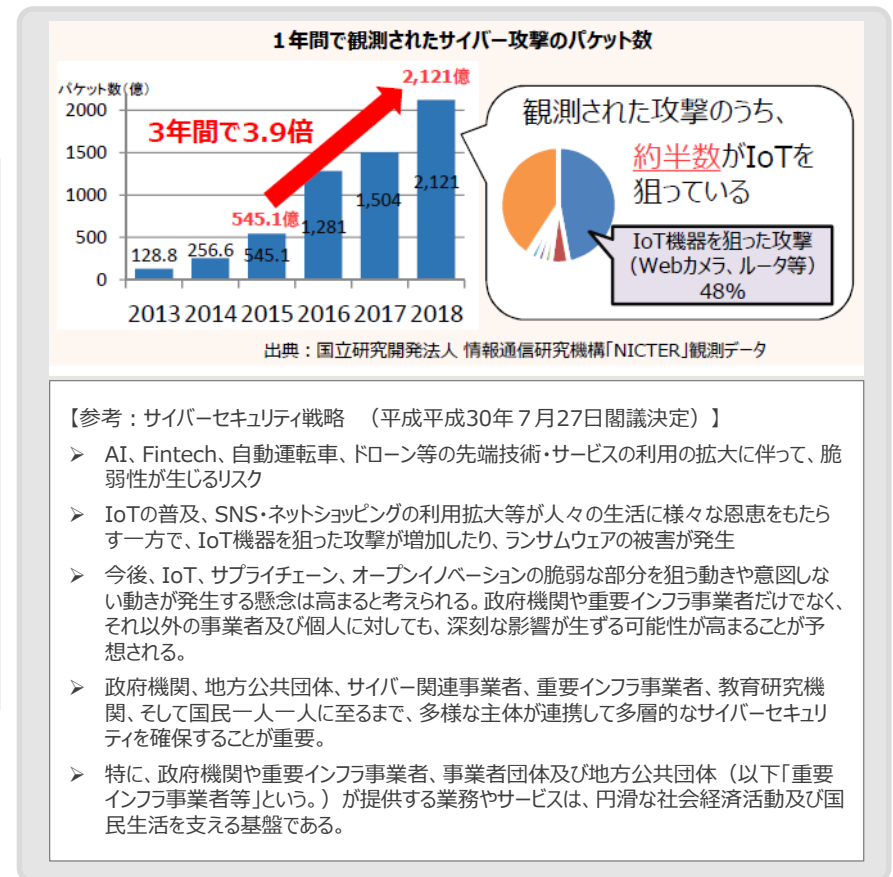 1年間で観測されたサイバー攻撃のパケット数
パケット数(億)
2,121億
3年間で3.9倍
545.1億
2000
1500
1000
500
0
128.8 256.6 545.1 1,281 1,504 2,121
2013 2014 2015 2016 2017 2018
観測された攻撃のうち、
約半数がIoTを
狙っている
IoT機器を狙った攻撃
(Webカメラ、ルータ等)
48%
出典：国立研究開発法人 情報通信研究機構「NICTER」観測データ
【参考：サイバーセキュリティ戦略　（平成平成30年７月27日閣議決定）】
➢ AI、Fintech、自動運転車、ドローン等の先端技術・サービスの利用の拡大に伴って、脆
弱性が生じるリスク
➢ IoTの普及、SNS・ネットショッピングの利用拡大等が人々の生活に様々な恩恵をもたら
す一方で、IoT機器を狙った攻撃が増加したり、ランサムウェアの被害が発生
➢ 今後、IoT、サプライチェーン、オープンイノベーションの脆弱な部分を狙う動きや意図しな
い動きが発生する懸念は高まると考えられる。政府機関や重要インフラ事業者だけでなく、
それ以外の事業者及び個人に対しても、深刻な影響が生ずる可能性が高まることが予
想される。
➢ 政府機関、地方公共団体、サイバー関連事業者、重要インフラ事業者、教育研究機
関、そして国民一人一人に至るまで、多様な主体が連携して多層的なサイバーセキュリ
ティを確保することが重要。
➢ 特に、政府機関や重要インフラ事業者、事業者団体及び地方公共団体（以下「重要
インフラ事業者等」という。）が提供する業務やサービスは、円滑な社会経済活動及び国
民生活を支える基盤である。